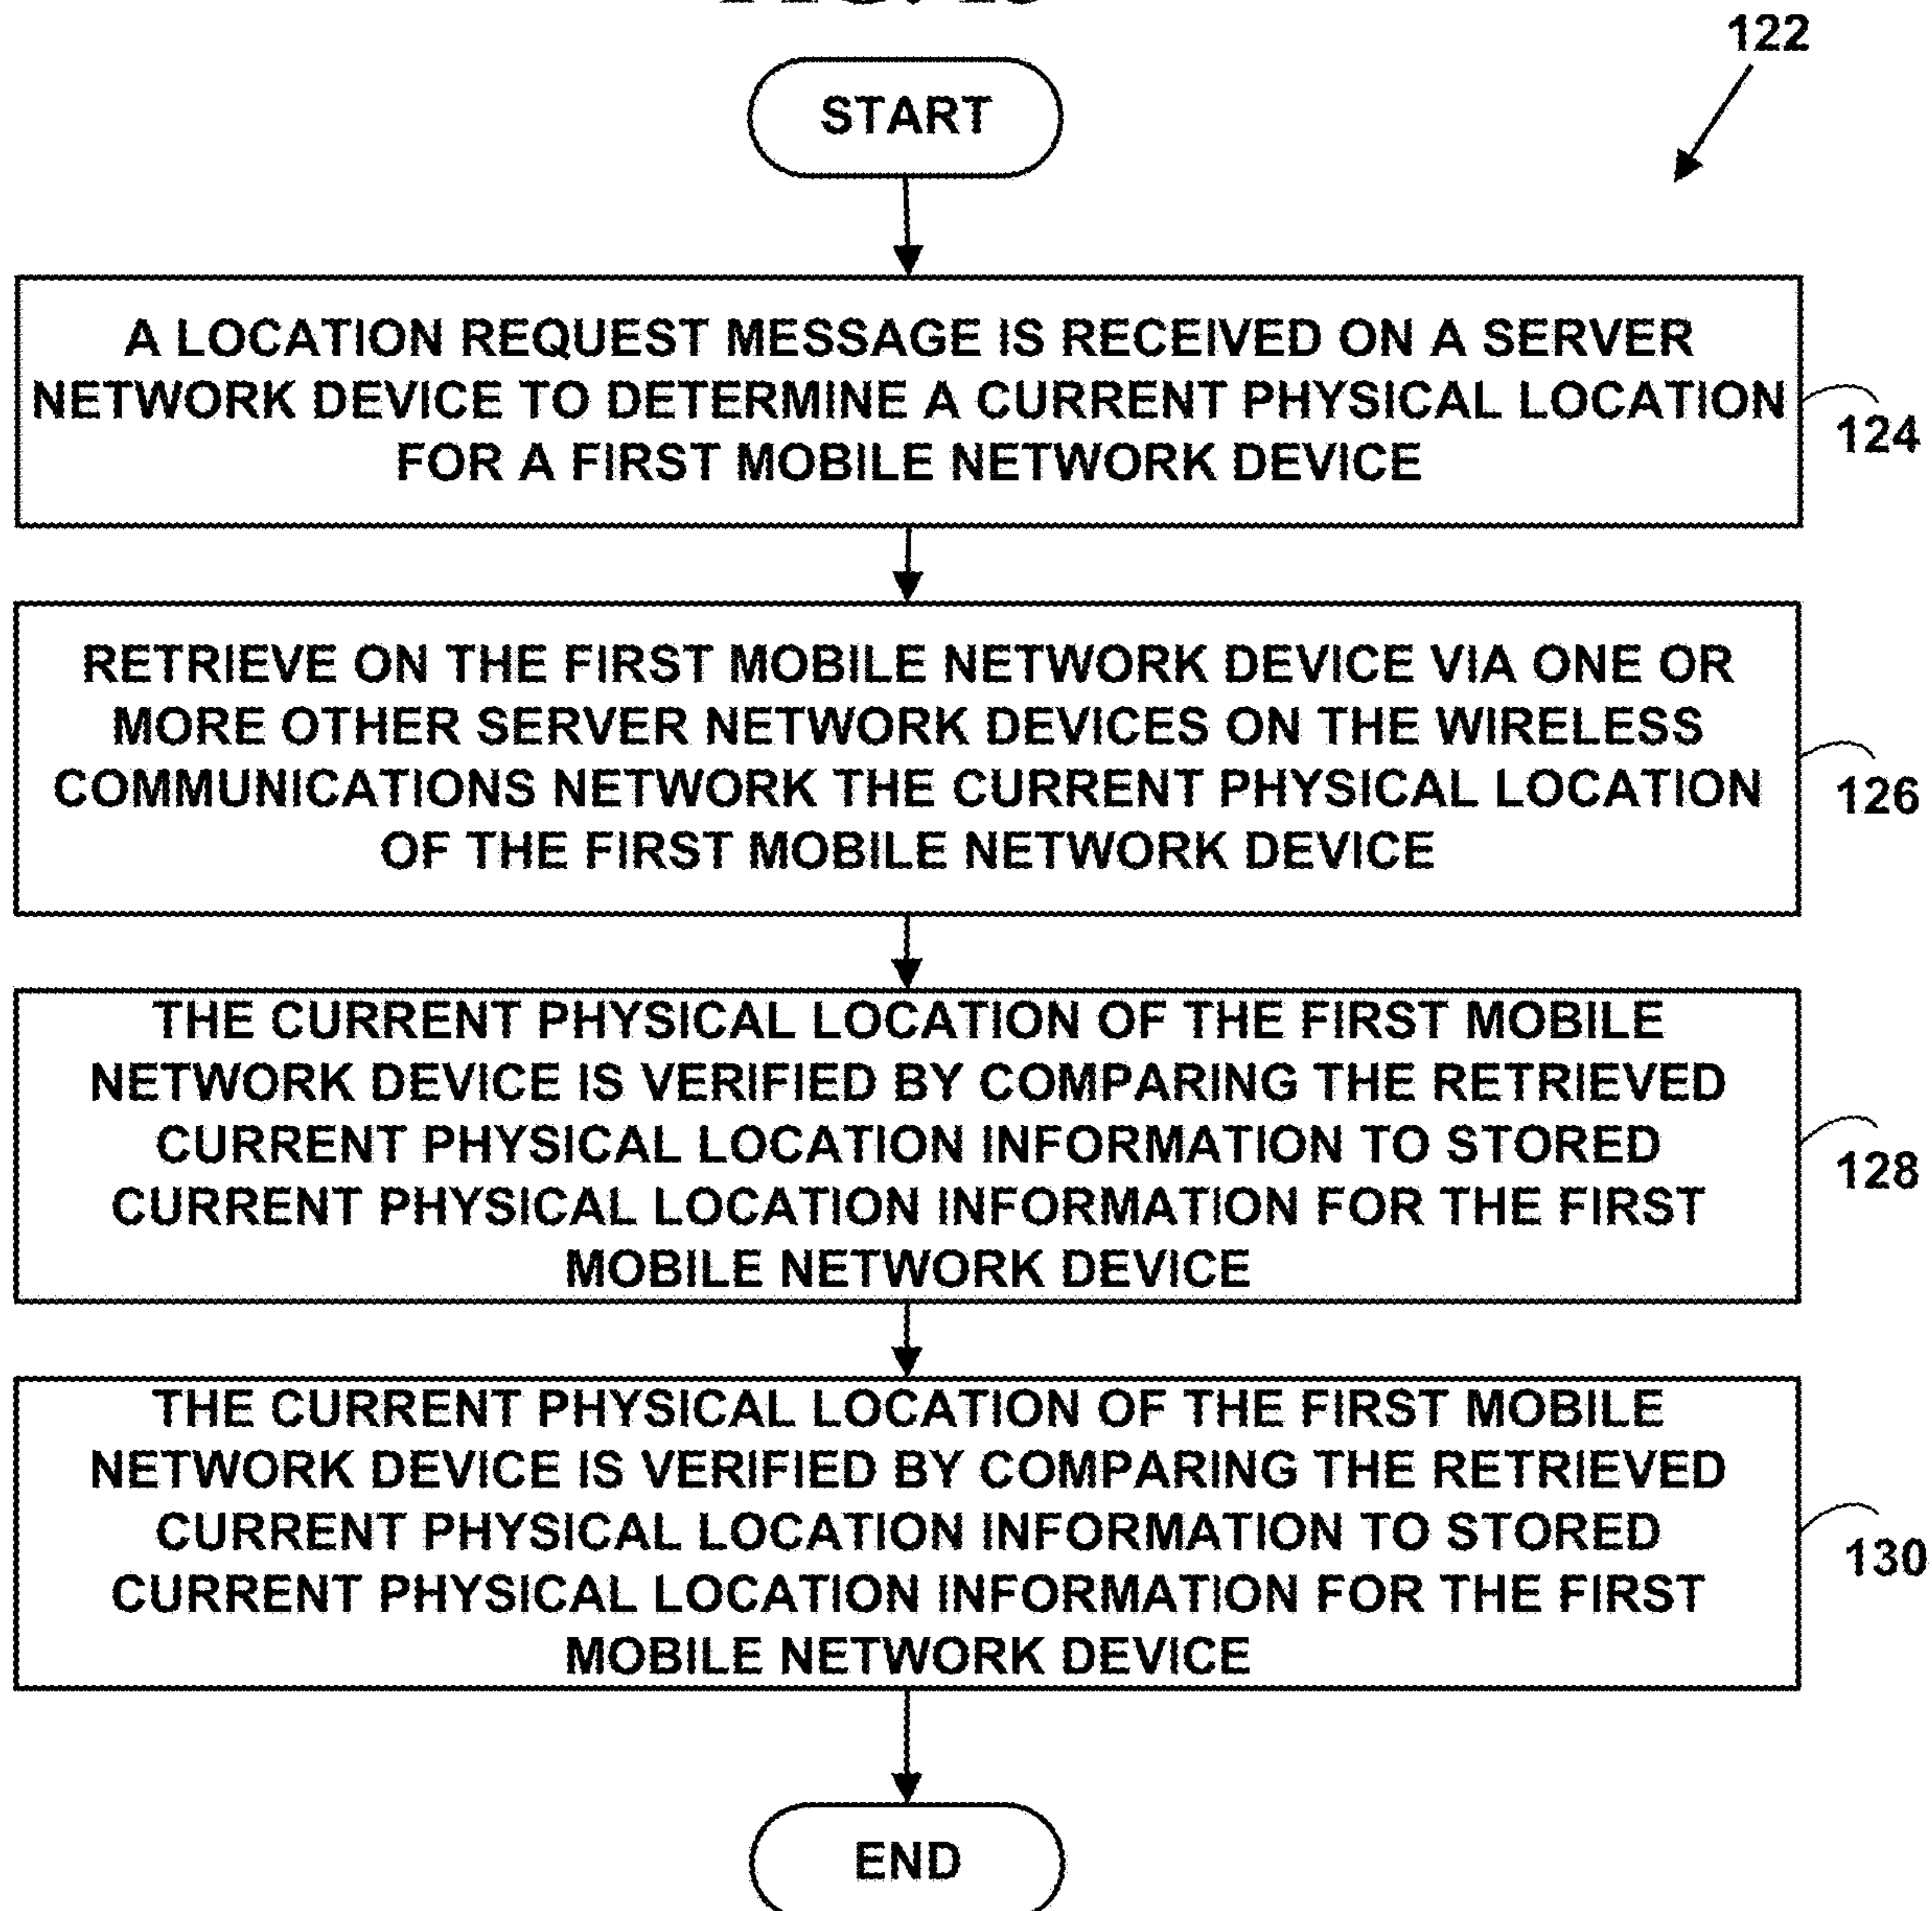 122
START
A LOCATION REQUEST MESSAGE IS RECEIVED ON A SERVER
NETWORK DEVICE TO DETERMINE A CURRENT PHYSICAL LOCATION
FOR A FIRST MOBILE NETWORK DEVICE
124
RETRIEVE ON THE FIRST MOBILE NETWORK DEVICE VIA ONE OR
MORE OTHER SERVER NETWORK DEVICES ON THE WIRELESS
COMMUNICATIONS NETWORK THE CURRENT PHYSICAL LOCATION
OF THE FIRST MOBILE NETWORK DEVICE
126
THE CURRENT PHYSICAL LOCATION OF THE FIRST MOBILE
NETWORK DEVICE IS VERIFIED BY COMPARING THE RETRIEVED
CURRENT PHYSICAL LOCATION INFORMATION TO STORED
CURRENT PHYSICAL LOCATION INFORMATION FOR THE FIRST
MOBILE NETWORK DEVICE
128
THE CURRENT PHYSICAL LOCATION OF THE FIRST MOBILE
NETWORK DEVICE IS VERIFIED BY COMPARING THE RETRIEVED
CURRENT PHYSICAL LOCATION INFORMATION TO STORED
CURRENT PHYSICAL LOCATION INFORMATION FOR THE FIRST
MOBILE NETWORK DEVICE
130
END